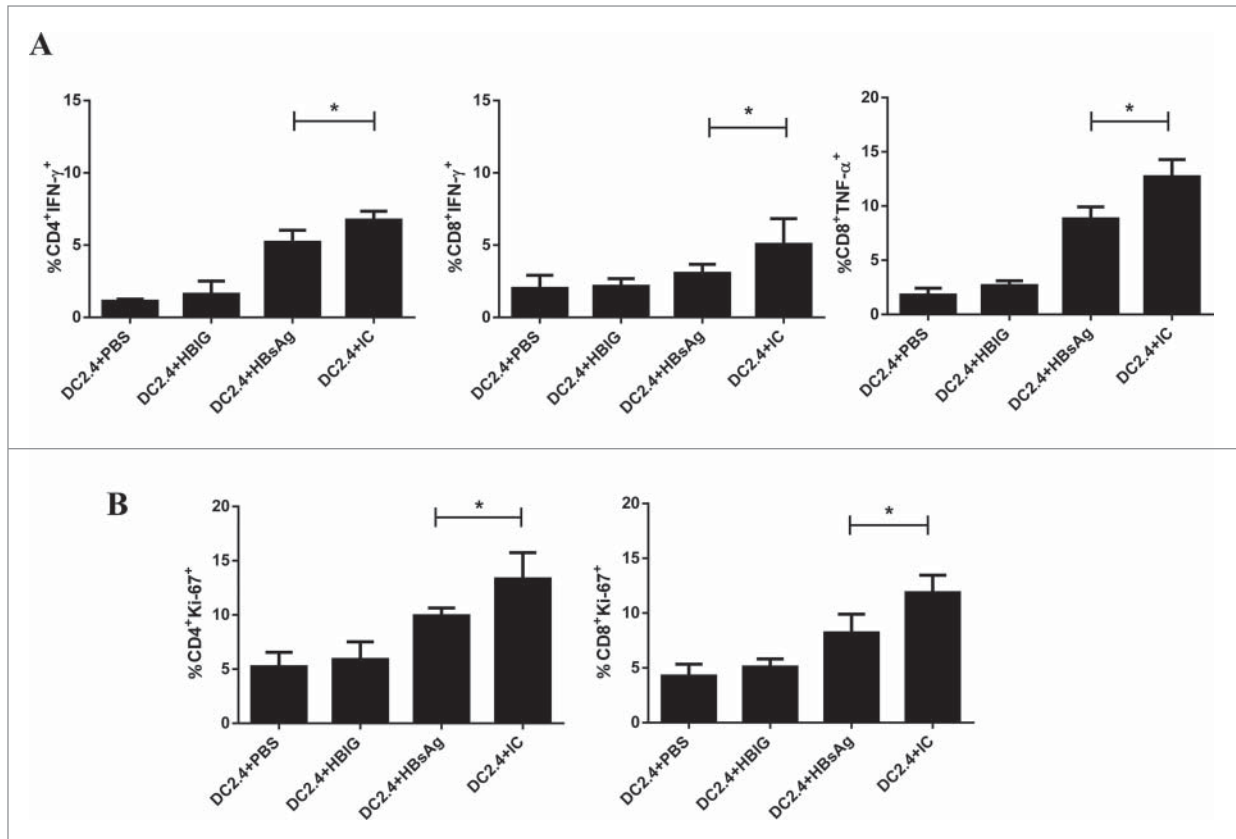 A
%CD4+IFN-γ+
15
10
5
0
*
DC2.4+PBS
DC2.4+HBIG
DC2.4+HBsAg
DC2.4+IC
%CD8+IFN-γ+
15
10
5
0
*
DC2.4+PBS
DC2.4+HBIG
DC2.4+HBsAg
DC2.4+IC
%CD8+TNF-α+
20
15
10
5
0
*
DC2.4+PBS
DC2.4+HBIG
DC2.4+HBsAg
DC2.4+IC
B
%CD4+Ki-67+
20
15
10
5
0
*
DC2.4+PBS
DC2.4+HBIG
DC2.4+HBsAg
DC2.4+IC
%CD8+Ki-67+
20
15
10
5
0
*
DC2.4+PBS
DC2.4+HBIG
DC2.4+HBsAg
DC2.4+IC